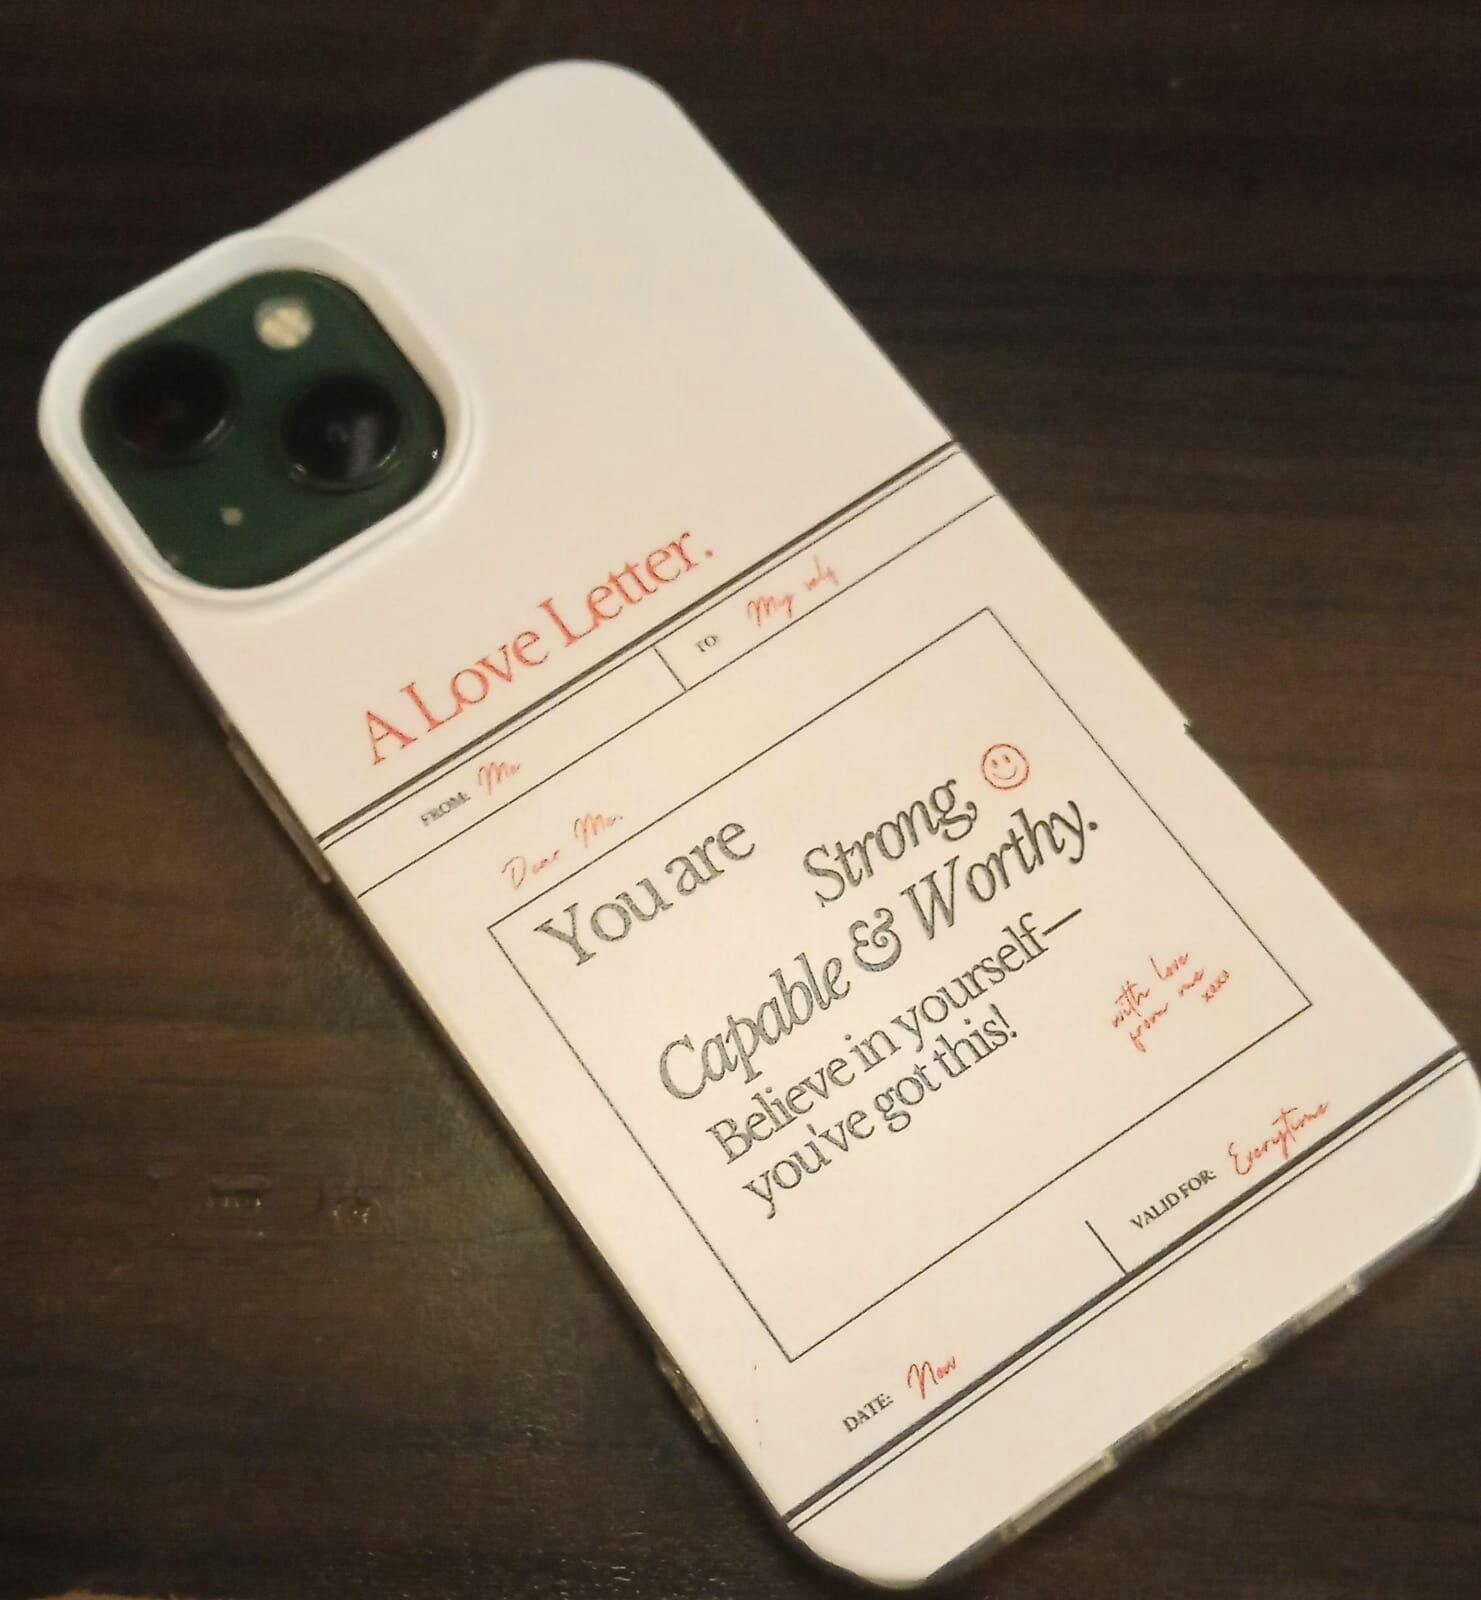 A Love Letter.
FROM: Me
TO: My self
Dear Me,
You are Strong,
Capable & Worthy.
Believe in yourself—
you've got this!
with love
from me
xoxo
DATE: Now
VALID FOR: Everytime